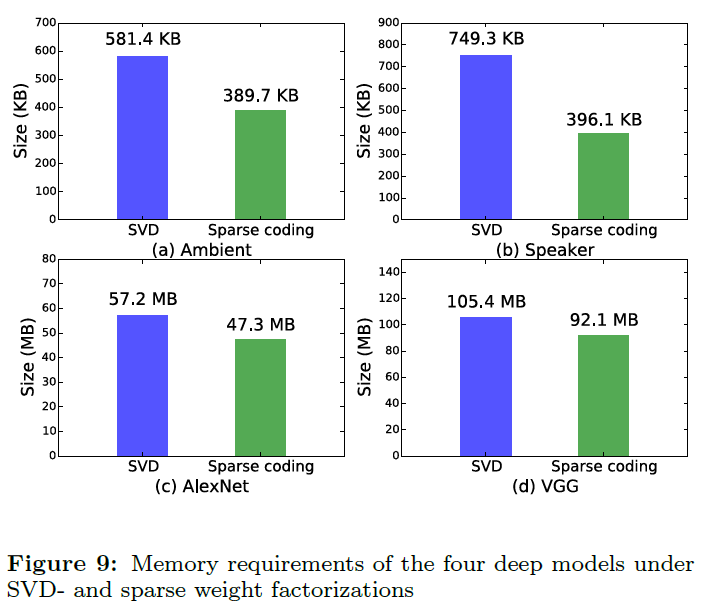 700
600
500
400
300
200
100
0
Size (KB)
581.4 KB
389.7 KB
SVD
Sparse coding
(a) Ambient
900
800
700
600
500
400
300
200
100
0
Size (KB)
749.3 KB
396.1 KB
SVD
Sparse coding
(b) Speaker
80
70
60
50
40
30
20
10
0
Size (MB)
57.2 MB
47.3 MB
SVD
Sparse coding
(c) AlexNet
140
120
100
80
60
40
20
0
Size (MB)
105.4 MB
92.1 MB
SVD
Sparse coding
(d) VGG
Figure 9: Memory requirements of the four deep models under
SVD- and sparse weight factorizations